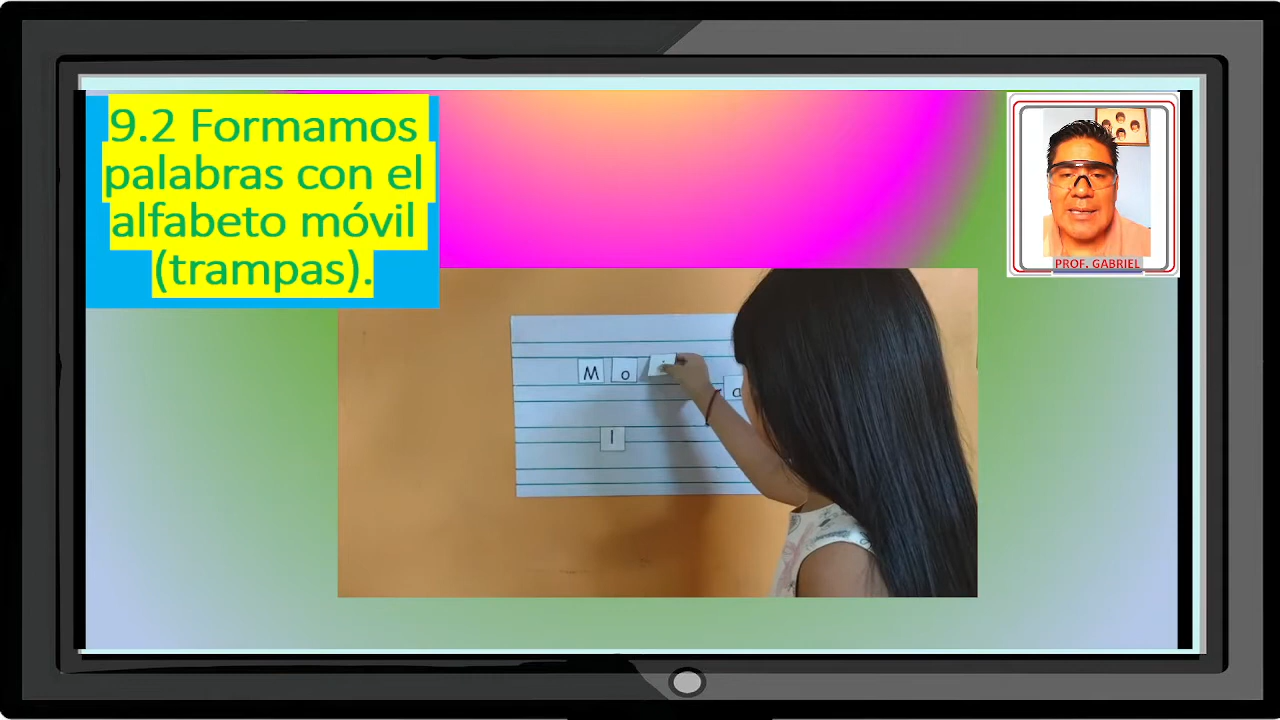 9.2 Formamos
palabras con el
alfabeto móvil
(trampas).
PROF. GABRIEL
M o i
a
l